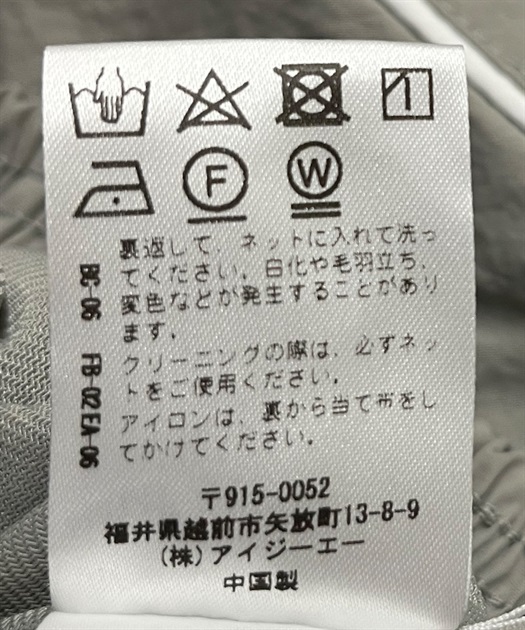 F W
裏返して、ネットに入れて洗っ
てください。白化や毛羽立ち、
変色などが発生することがあり
ます。
クリーニングの際は、必ずネッ
トをご使用ください。
アイロンは、裏から当て布をし
てかけてください。
BC-06 FB-02EA-06
〒915-0052
福井県越前市矢放町13-8-9
(株)アイジーエー
中国製